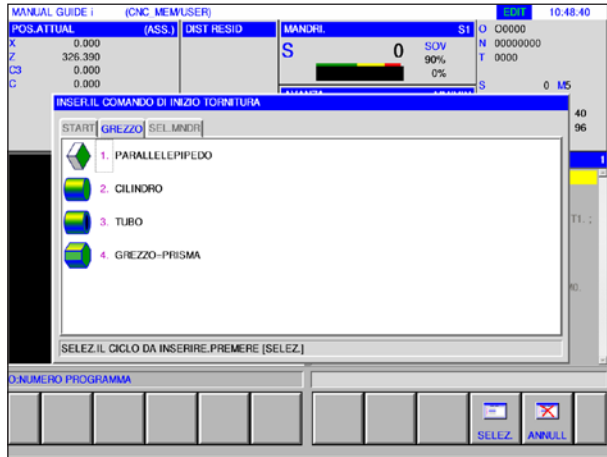 MANUAL GUIDE i (CNC_MEM/USER) EDIT 10:48:40
POS.ATTUAL (ASS.) DIST RESID MANDRI. S1 O O0000
X 0.000 N 00000000
Z 326.390 S 0 SOV T 0000
C3 0.000 90%
C 0.000 0% S 0 M5
INSER.IL COMANDO DI INIZIO TORNITURA
40
START GREZZO SEL.MNDR 96
1. PARALLELEPIPEDO
2. CILINDRO
3. TUBO T1.;
4. GREZZO-PRISMA
SELEZ.IL CICLO DA INSERIRE.PREMERE [SELEZ.]
O:NUMERO PROGRAMMA
SELEZ. ANNULL